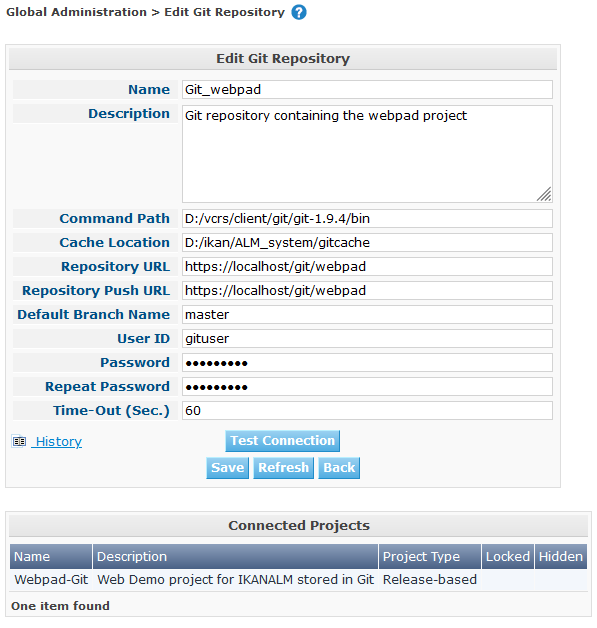 Global Administration > Edit Git Repository ?
Edit Git Repository
Name Git_webpad
Description Git repository containing the webpad project
Command Path D:/vcrs/client/git/git-1.9.4/bin
Cache Location D:/ikan/ALM_system/gitcache
Repository URL https://localhost/git/webpad
Repository Push URL https://localhost/git/webpad
Default Branch Name master
User ID gituser
Password •••••••••
Repeat Password •••••••••
Time-Out (Sec.) 60
History Test Connection
Save Refresh Back
Connected Projects
Name Description Project Type Locked Hidden
Webpad-Git Web Demo project for IKANALM stored in Git Release-based
One item found